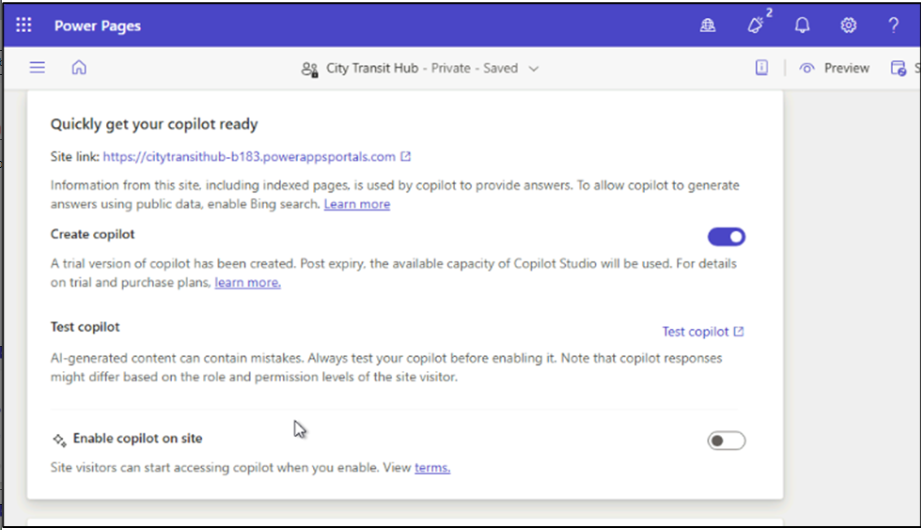 Power Pages
2
?
City Transit Hub - Private - Saved
Preview
S
Quickly get your copilot ready
Site link: https://citytransithub-b183.powerappsportals.com
Information from this site, including indexed pages, is used by copilot to provide answers. To allow copilot to generate
answers using public data, enable Bing search. Learn more
Create copilot
A trial version of copilot has been created. Post expiry, the available capacity of Copilot Studio will be used. For details
on trial and purchase plans, learn more.
Test copilot
Test copilot
AI-generated content can contain mistakes. Always test your copilot before enabling it. Note that copilot responses
might differ based on the role and permission levels of the site visitor.
Enable copilot on site
Site visitors can start accessing copilot when you enable. View terms.